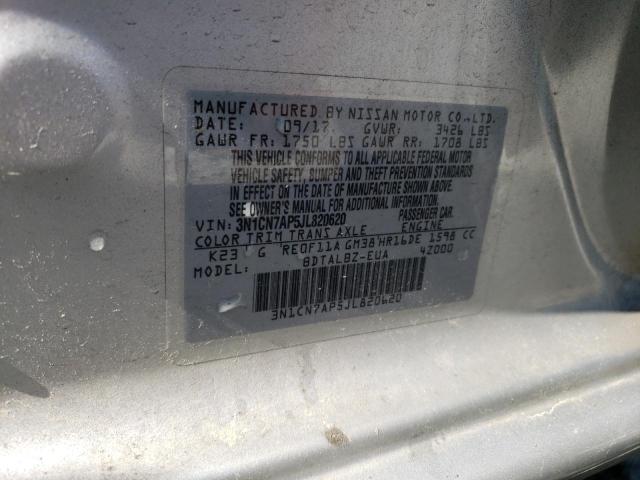 MANUFACTURED BY NISSAN MOTOR CO., LTD.
DATE: 09/17 GVWR: 3426 LBS
GAWR FR: 1750 LBS GAWR RR: 1708 LBS
THIS VEHICLE CONFORMS TO ALL APPLICABLE FEDERAL MOTOR
VEHICLE SAFETY, BUMPER AND THEFT PREVENTION STANDARDS
IN EFFECT ON THE DATE OF MANUFACTURE SHOWN ABOVE.
SEE OWNER'S MANUAL FOR ADDITIONAL INFORMATION
VIN: 3N1CN7AP5JL820620 PASSENGER CAR
COLOR TRIM TRANS AXLE ENGINE
K23 G RE0F11A GM38 HR16DE 1598 CC
MODEL: BDTALBZ-EUA 42000
3N1CN7AP5JL820620